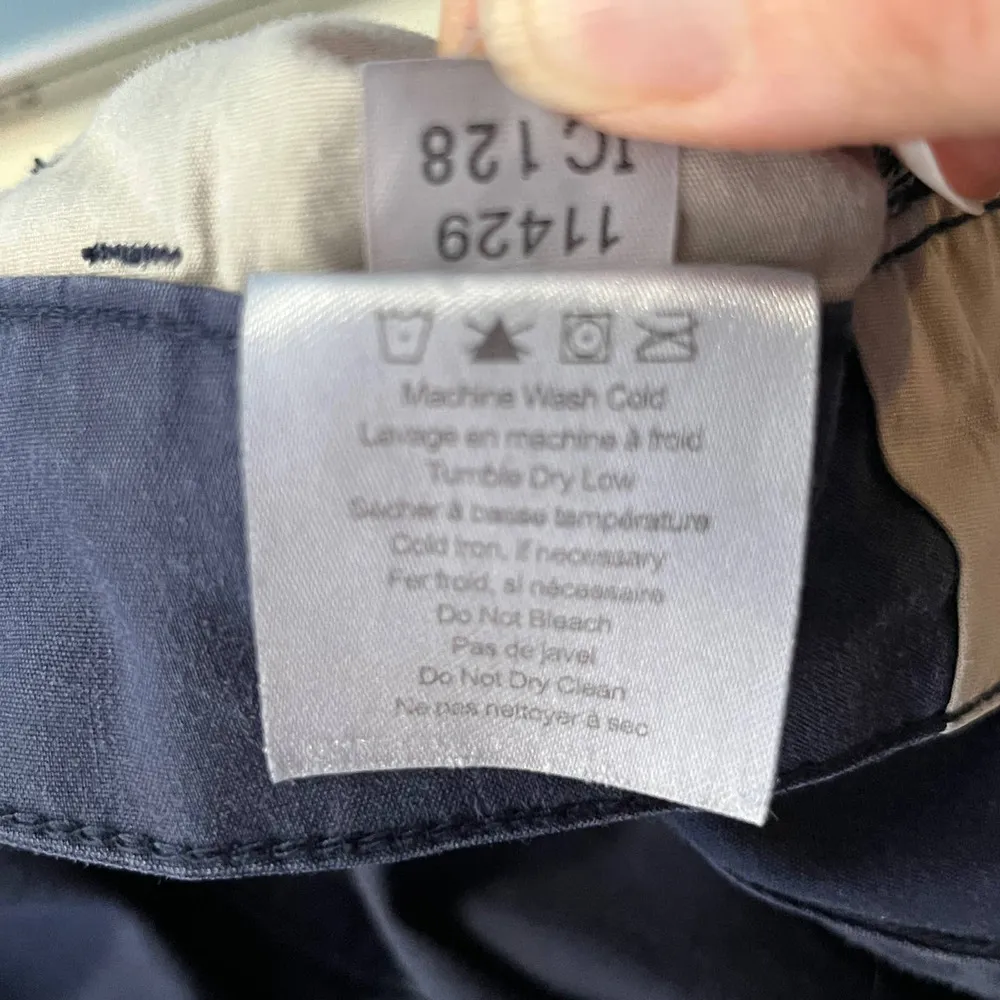 11429
IC 128
Machine Wash Cold
Lavage en machine à froid
Tumble Dry Low
Sécher à basse température
Cold Iron, if necessary
Fer froid, si nécessaire
Do Not Bleach
Pas de javel
Do Not Dry Clean
Ne pas nettoyer à sec